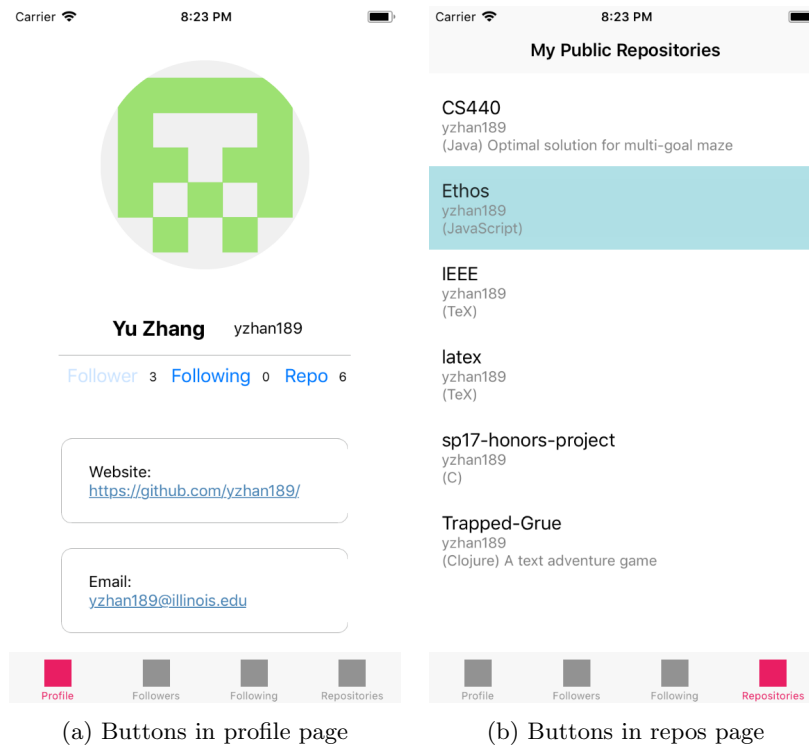 Carrier 8:23 PM
Yu Zhang yzhan189
Follower 3 Following 0 Repo 6
Website:
https://github.com/yzhan189/
Email:
yzhan189@illinois.edu
Profile Followers Following Repositories
(a) Buttons in profile page
Carrier 8:23 PM
My Public Repositories
CS440
yzhan189
(Java) Optimal solution for multi-goal maze
Ethos
yzhan189
(JavaScript)
IEEE
yzhan189
(TeX)
latex
yzhan189
(TeX)
sp17-honors-project
yzhan189
(C)
Trapped-Grue
yzhan189
(Clojure) A text adventure game
Profile Followers Following Repositories
(b) Buttons in repos page